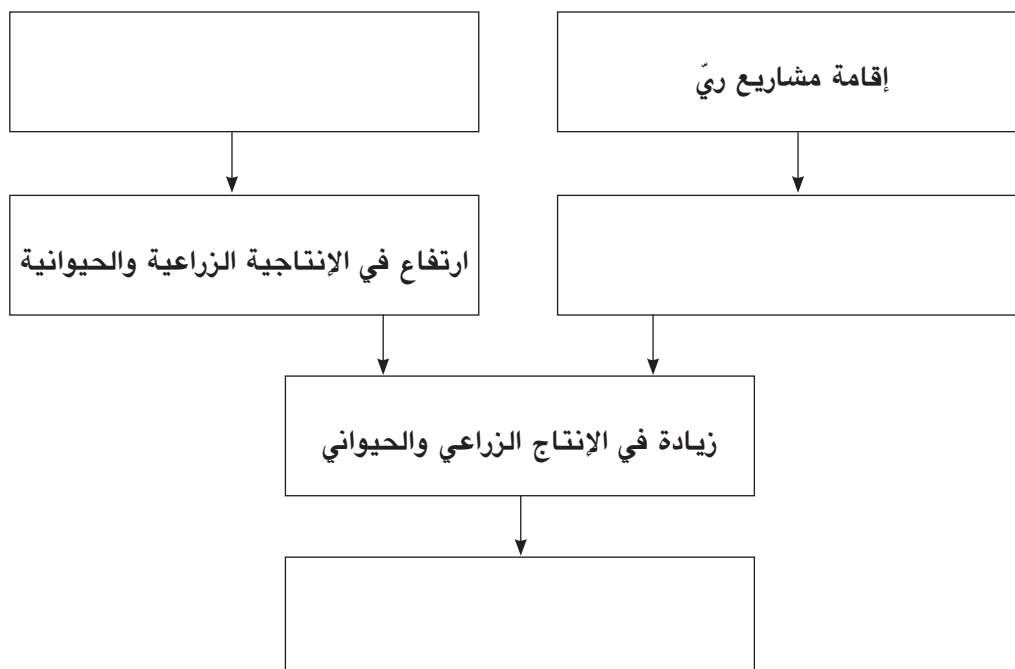 إقامة مشاريع ريّ
ارتفاع في الإنتاجية الزراعية والحيوانية
زيادة في الإنتاج الزراعي والحيواني